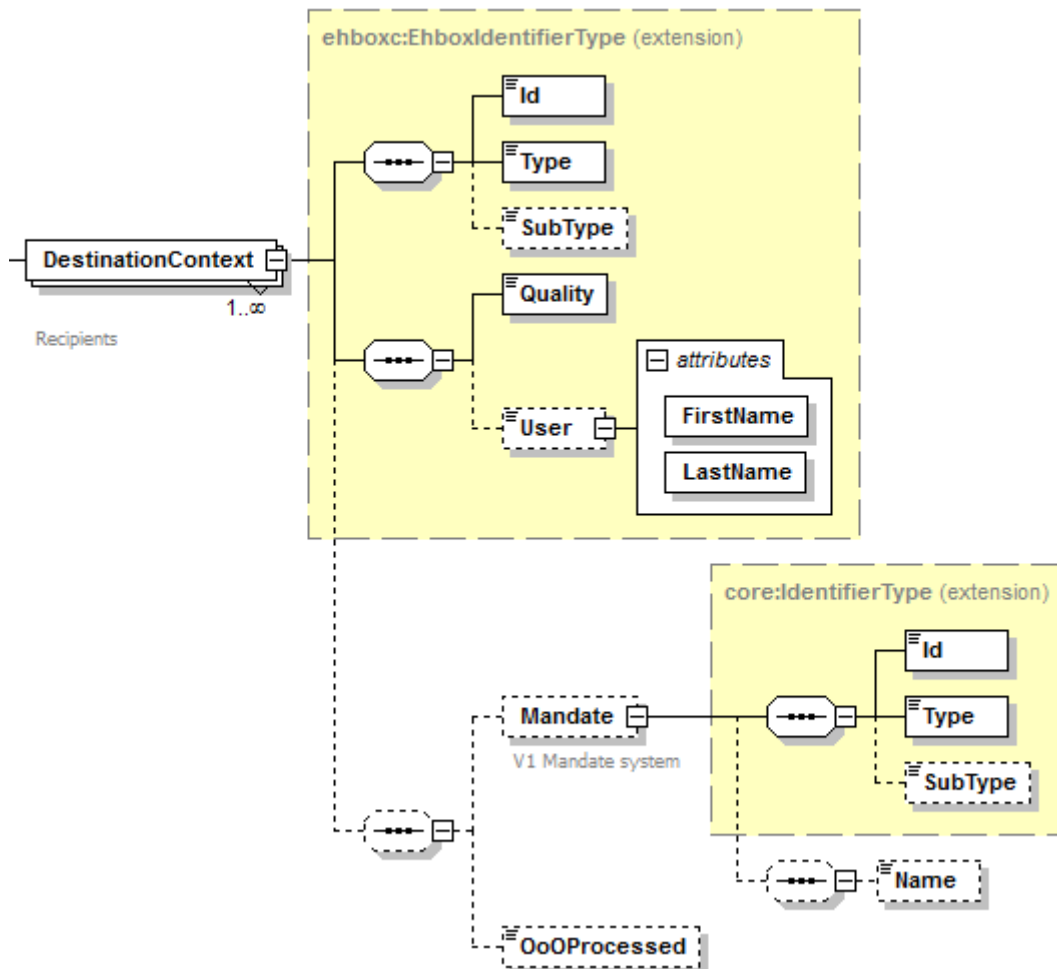 ehboxc:EhboxIdentifierType (extension)
Id
Type
SubType
DestinationContext
1..∞
Recipients
Quality
attributes
FirstName
User
LastName
core:IdentifierType (extension)
Id
Mandate
Type
V1 Mandate system
SubType
Name
OoOProcessed